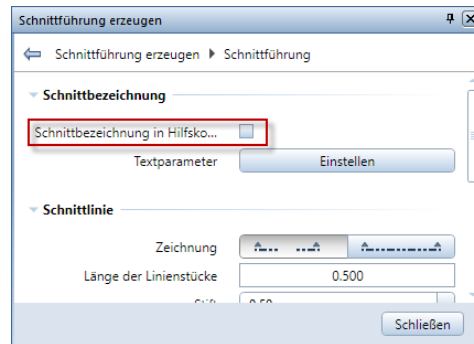 Schnittführung erzeugen
Schnittführung erzeugen Schnittführung
Schnittbezeichnung
Schnittbezeichnung in Hilfsko...
Textparameter Einstellen
Schnittlinie
Zeichnung
Länge der Linienstücke 0.500
Schließen